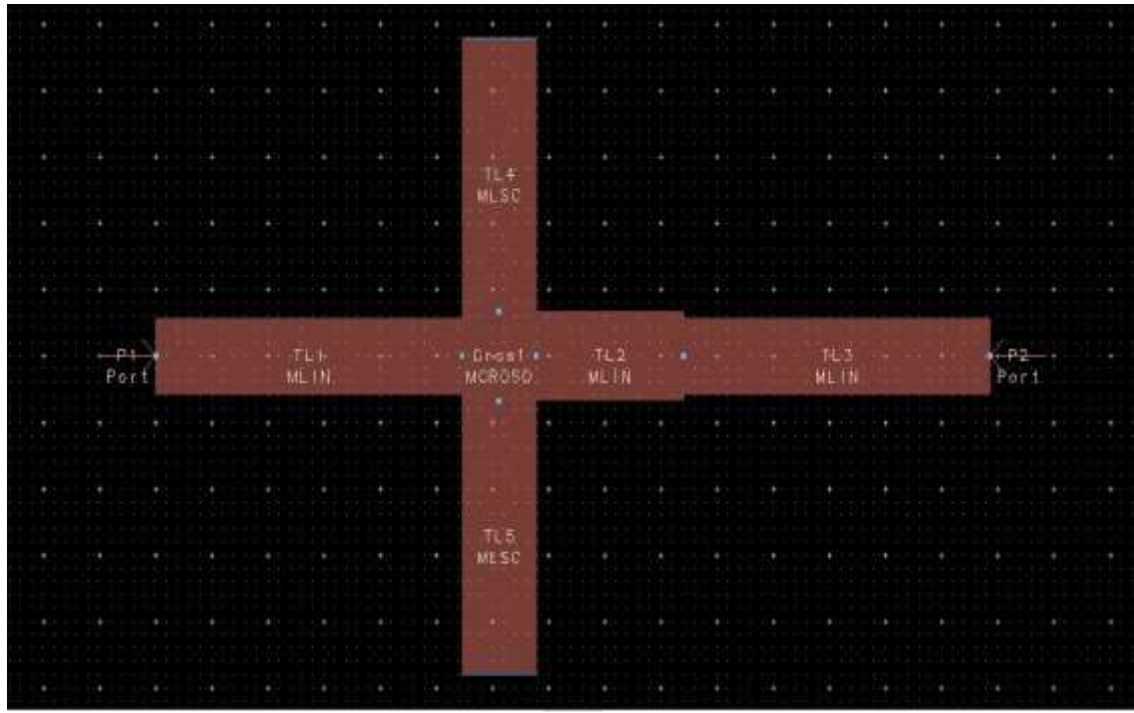 TL4
MLSC
P1
Port
TL1
MLIN
Cros1
MCROSO
TL2
MLIN
TL3
MLIN
P2
Port
TL5
MLSC